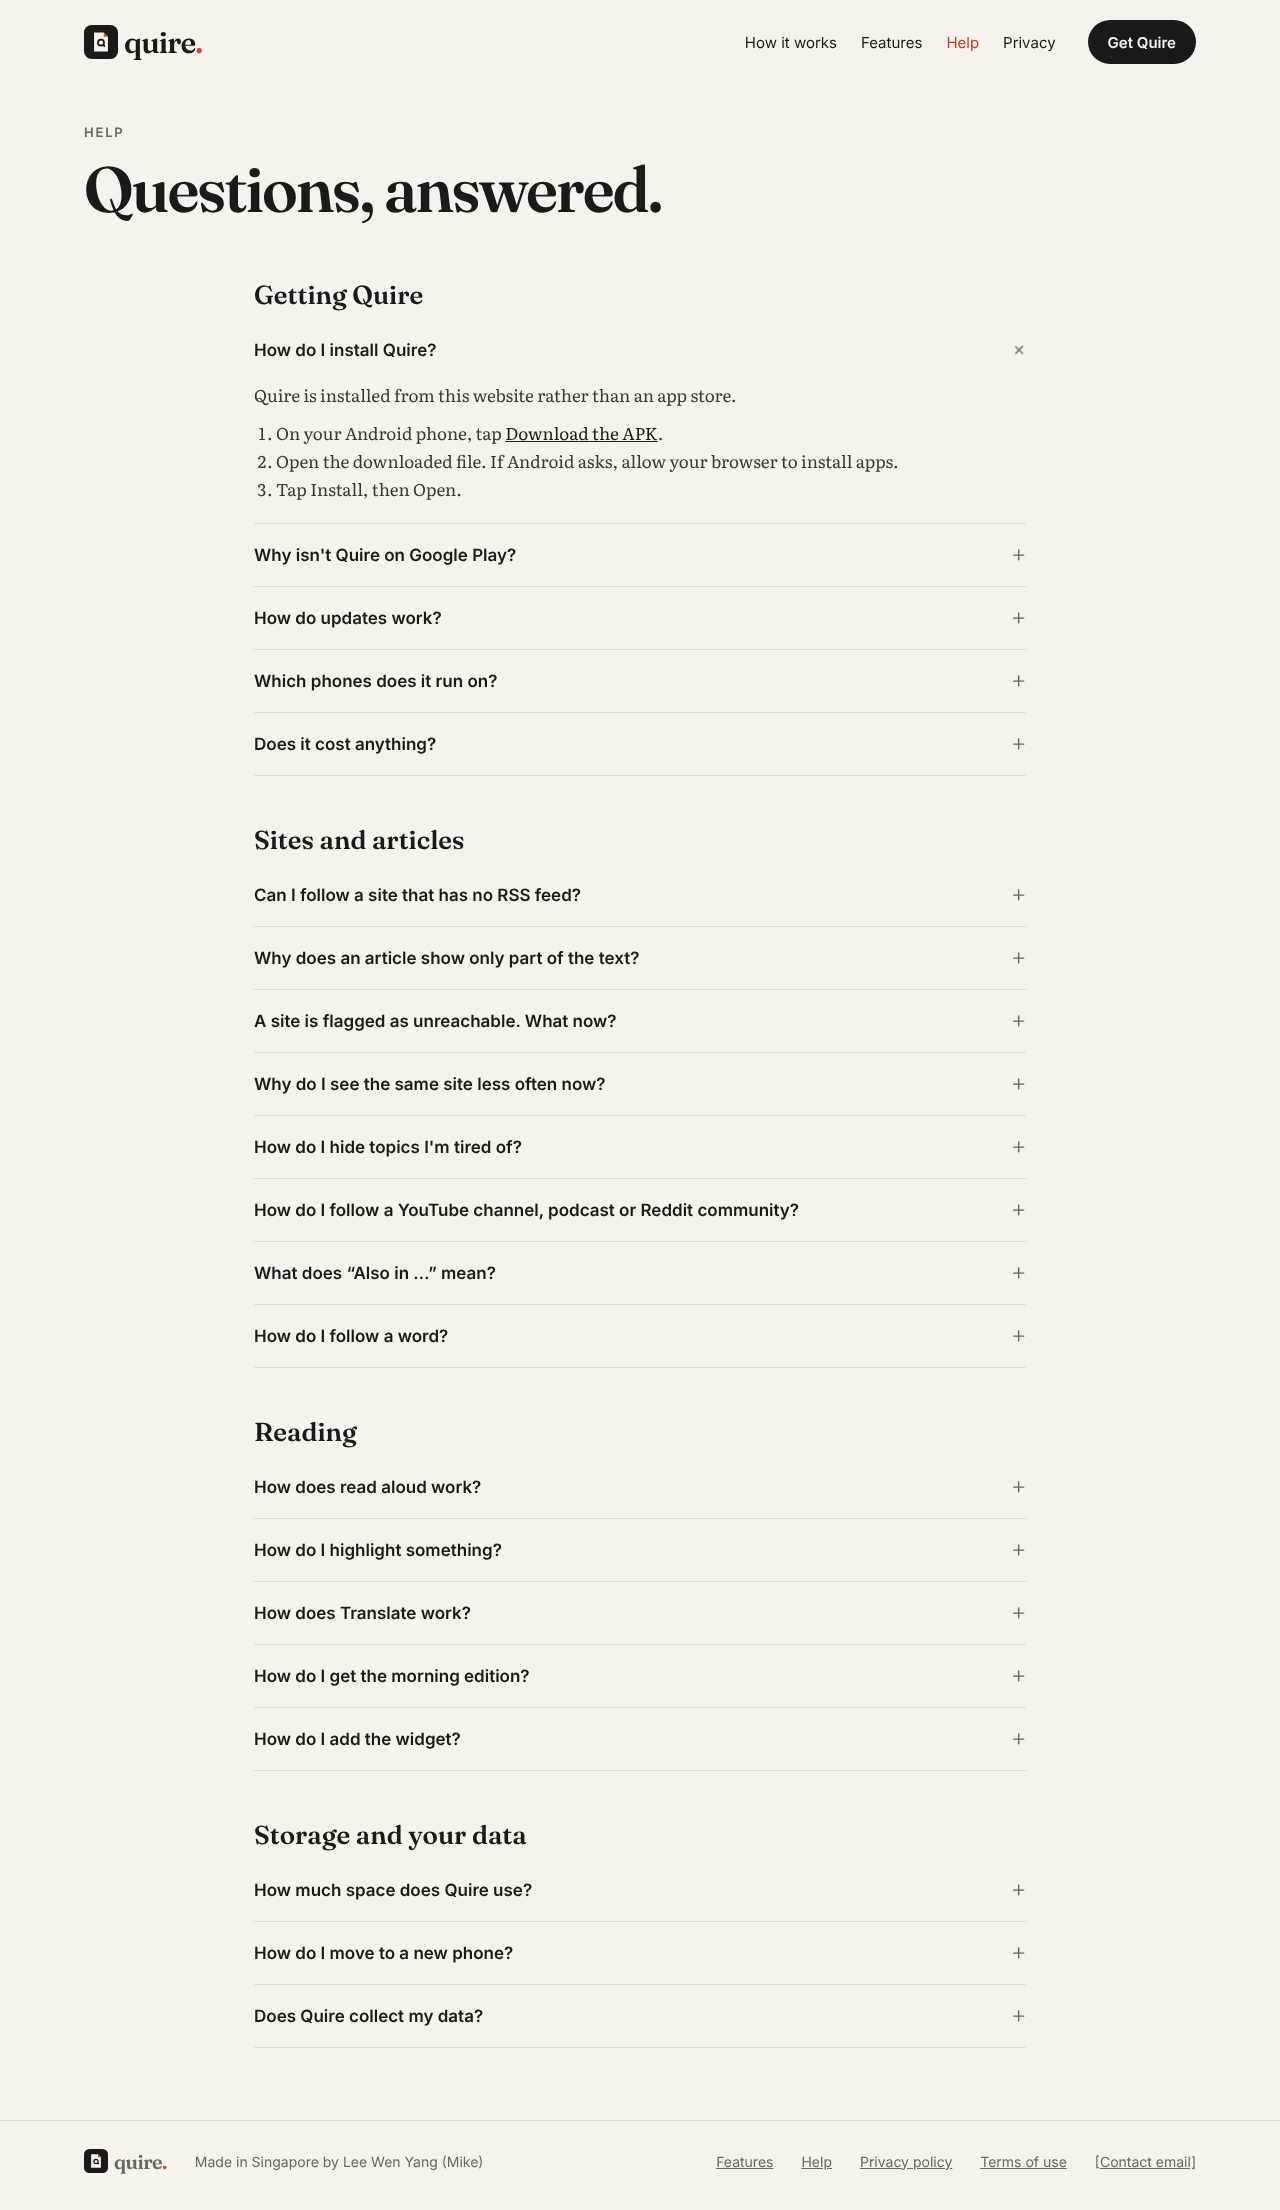 quire.
How it works Features Help Privacy Get Quire
HELP
Questions, answered.
Getting Quire
How do I install Quire?
Quire is installed from this website rather than an app store.
1. On your Android phone, tap Download the APK.
2. Open the downloaded file. If Android asks, allow your browser to install apps.
3. Tap Install, then Open.
Why isn't Quire on Google Play?
How do updates work?
Which phones does it run on?
Does it cost anything?
Sites and articles
Can I follow a site that has no RSS feed?
Why does an article show only part of the text?
A site is flagged as unreachable. What now?
Why do I see the same site less often now?
How do I hide topics I'm tired of?
How do I follow a YouTube channel, podcast or Reddit community?
What does “Also in …” mean?
How do I follow a word?
Reading
How does read aloud work?
How do I highlight something?
How does Translate work?
How do I get the morning edition?
How do I add the widget?
Storage and your data
How much space does Quire use?
How do I move to a new phone?
Does Quire collect my data?
quire. Made in Singapore by Lee Wen Yang (Mike) Features Help Privacy policy Terms of use [Contact email]